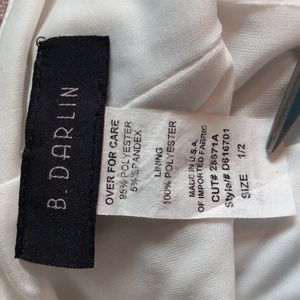 B. DARLIN
OVER FOR CARE
95% POLYESTER
5% SPANDEX
LINING
100% POLYESTER
MADE IN U.S.A.
OF IMPORTED FABRIC
CUT# 28571A
Style# D616701
SIZE 1/2